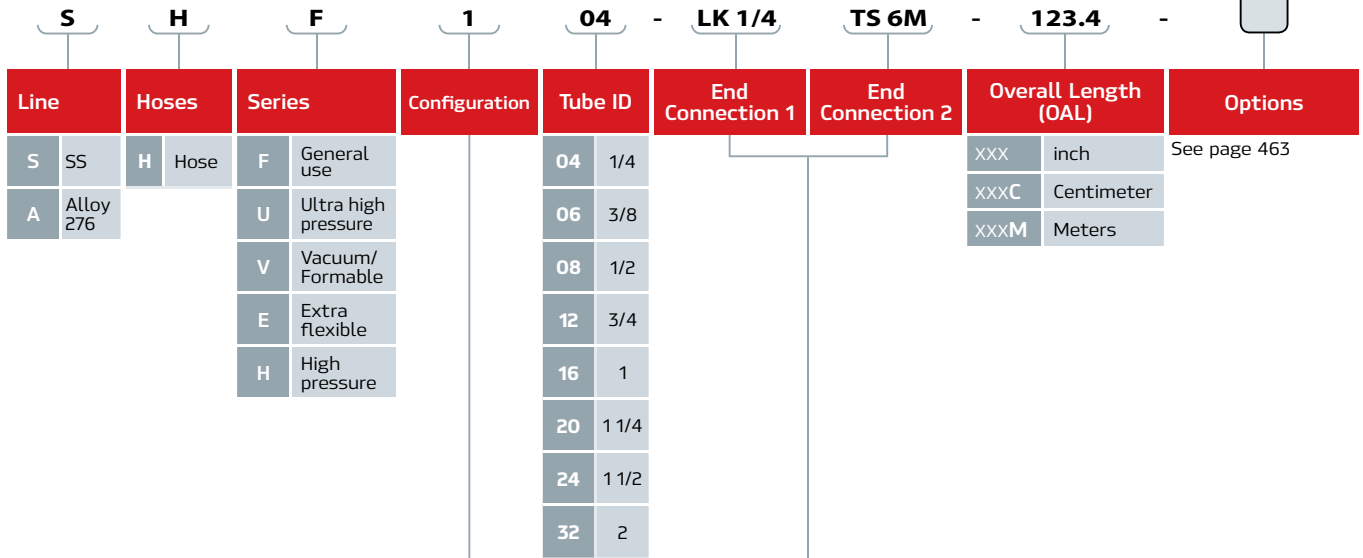 S H F 1 04 - LK 1/4 TS 6M - 123.4 -
Line Hoses Series Configuration Tube ID End Connection 1 End Connection 2 Overall Length (OAL) Options
S SS
A Alloy 276
H Hose
F General use
U Ultra high pressure
V Vacuum/ Formable
E Extra flexible
H High pressure
04 1/4
06 3/8
08 1/2
12 3/4
16 1
20 1 1/4
24 1 1/2
32 2
XXX inch
XXXC Centimeter
XXXM Meters
See page 463